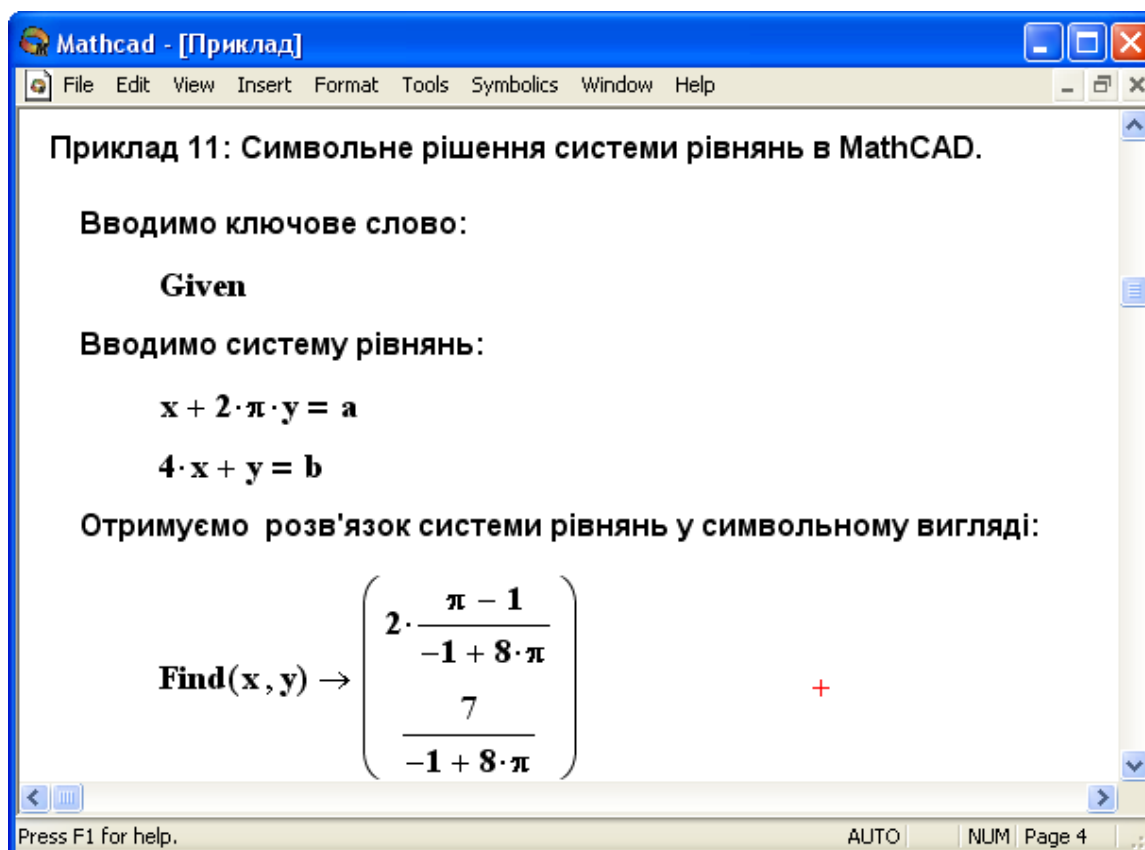 Mathcad - [Приклад]
File Edit View Insert Format Tools Symbolics Window Help
Приклад 11: Символьне рішення системи рівнянь в MathCAD.
Вводимо ключове слово:
Given
Вводимо систему рівнянь:
x + 2·π·y = a
4·x + y = b
Отримуємо розв'язок системи рівнянь у символьному вигляді:
π − 1
2·
−1 + 8·π
Find(x , y) →
7
−1 + 8·π
Press F1 for help. AUTO NUM Page 4